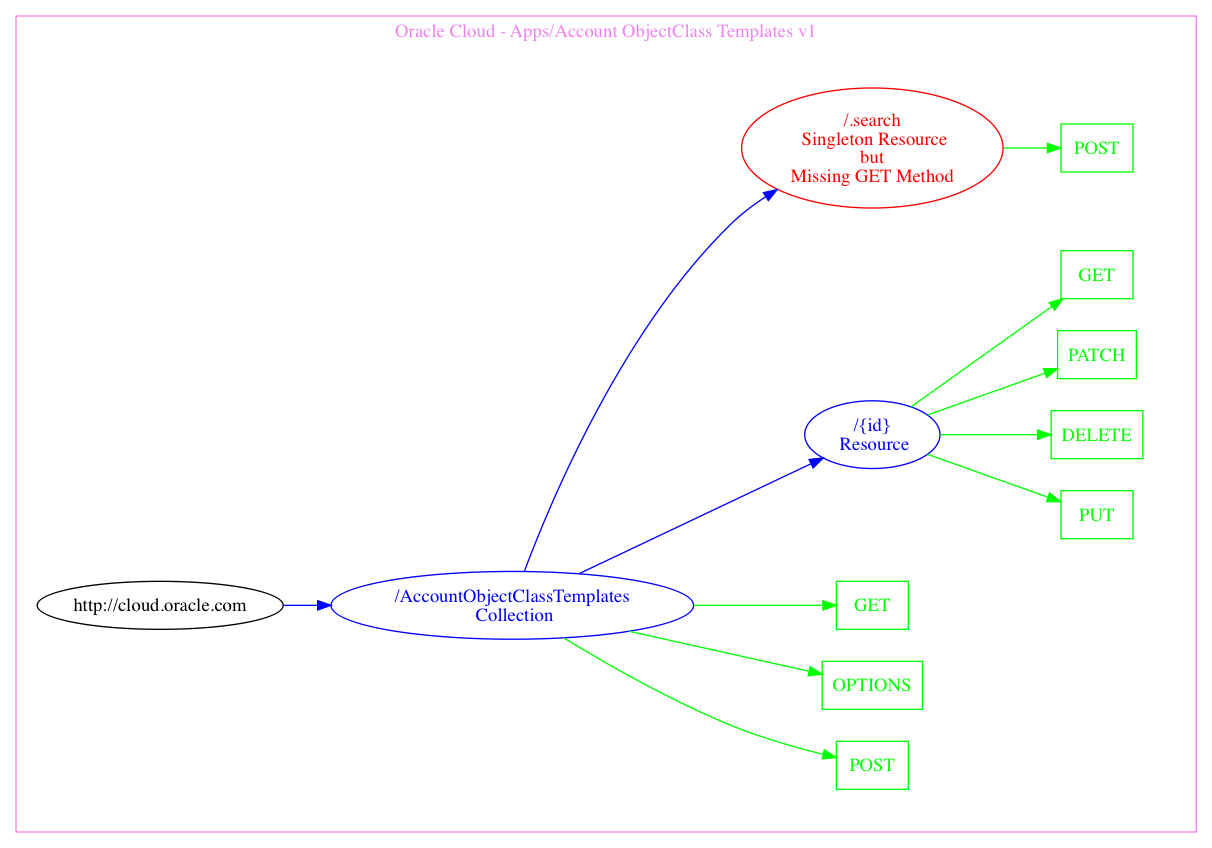 Oracle Cloud - Apps/Account ObjectClass Templates v1
/.search
Singleton Resource
but
Missing GET Method
POST
GET
PATCH
/{id}
Resource
DELETE
PUT
http://cloud.oracle.com
/AccountObjectClassTemplates
Collection
GET
OPTIONS
POST